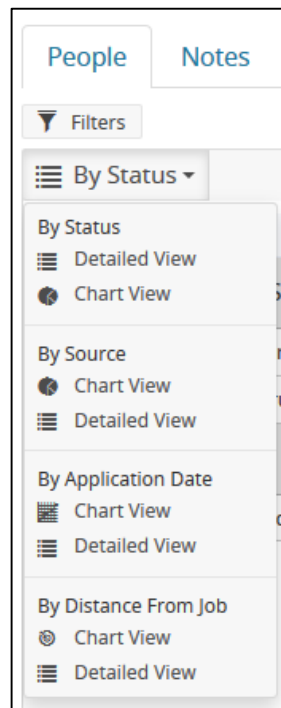 People Notes
Filters
By Status
By Status
Detailed View
Chart View
By Source
Chart View
Detailed View
By Application Date
Chart View
Detailed View
By Distance From Job
Chart View
Detailed View